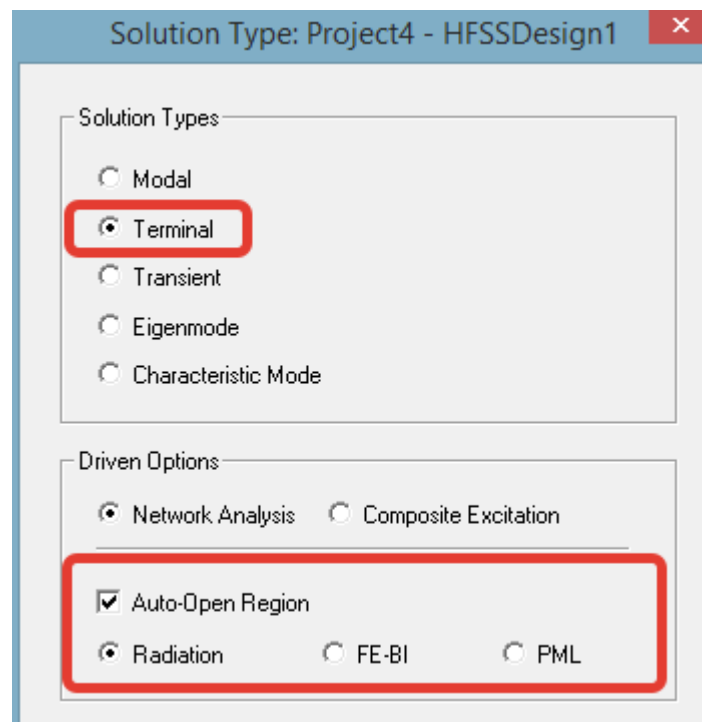 Solution Type: Project4 - HFSSDesign1
Solution Types
Modal
Terminal
Transient
Eigenmode
Characteristic Mode
Driven Options
Network Analysis Composite Excitation
Auto-Open Region
Radiation FE-BI PML